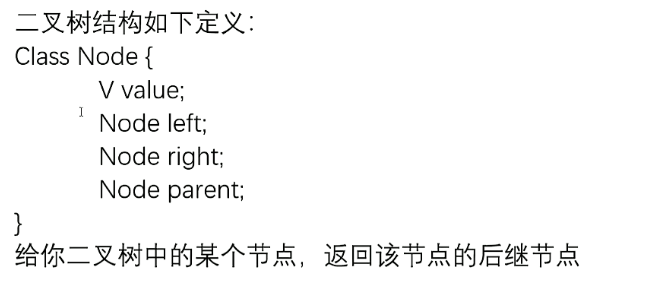 二叉树结构如下定义：
Class Node {
V value;
Node left;
Node right;
Node parent;
}
给你二叉树中的某个节点，返回该节点的后继节点